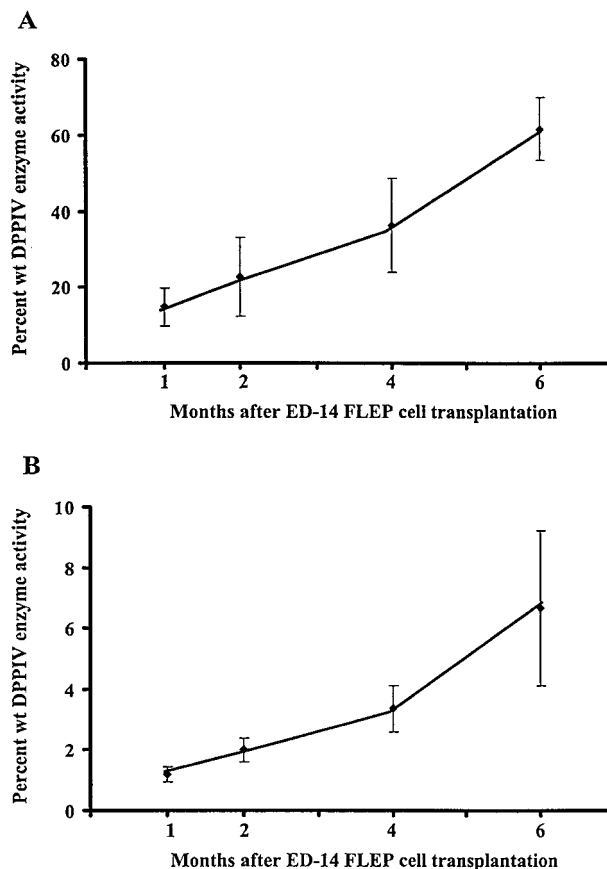 A
Percent wt DPPIV enzyme activity
80
60
40
20
0
1 2 4 6
Months after ED-14 FLEP cell transplantation
B
Percent wt DPPIV enzyme activity
10
8
6
4
2
0
1 2 4 6
Months after ED-14 FLEP cell transplantation